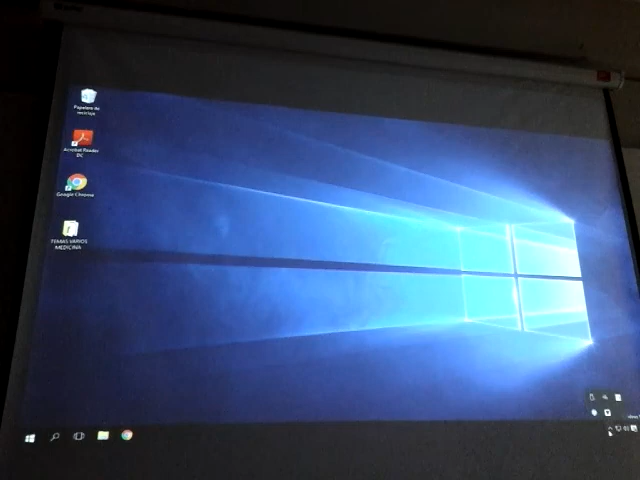 Papelera de
reciclaje
Acrobat Reader
DC
Google Chrome
TEMAS VARIOS
MEDICINA